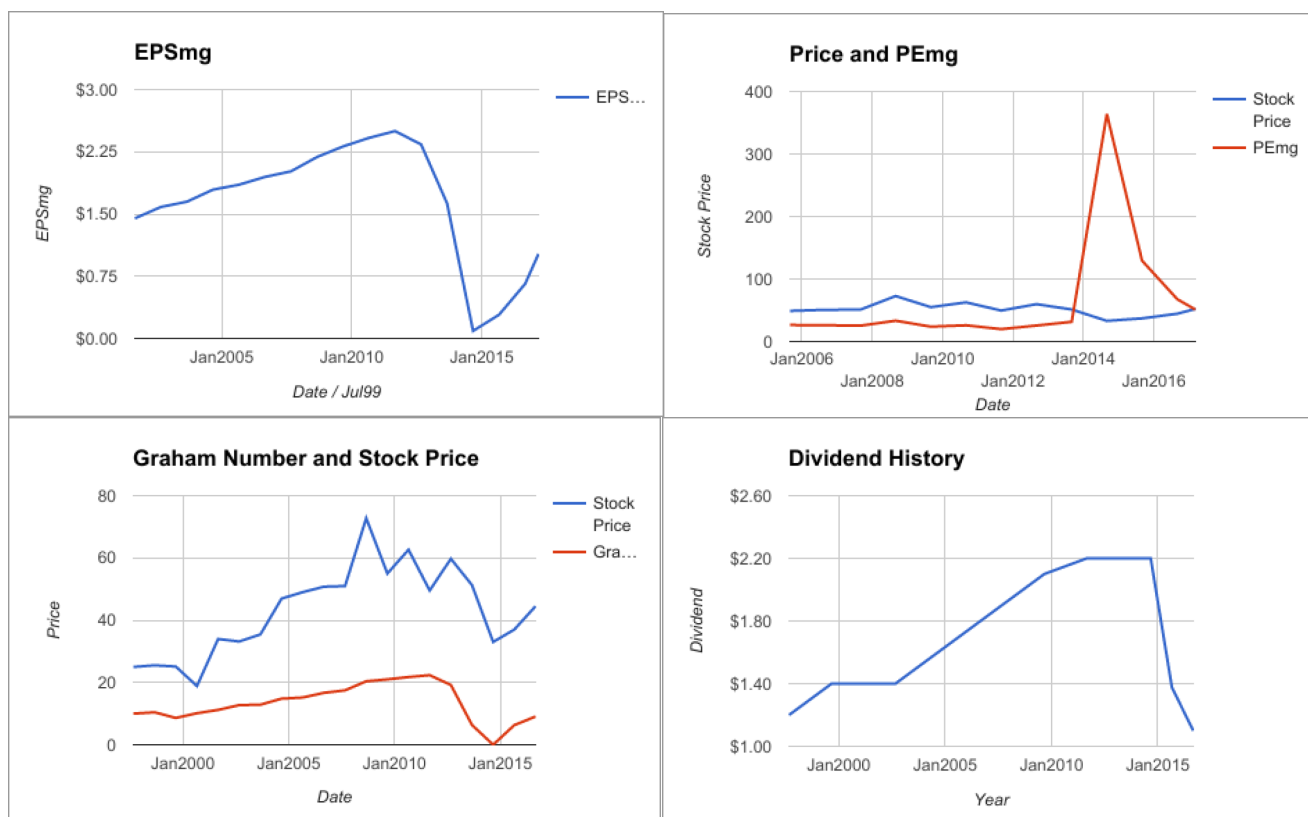 EPSmg
$3.00
$2.25
$1.50
$0.75
$0.00
EPSmg
EPS…
Jan2005 Jan2010 Jan2015
Date / Jul99
Price and PEmg
400
300
200
100
0
Stock Price
Stock
Price
PEmg
Jan2006 Jan2010 Jan2014
Jan2008 Jan2012 Jan2016
Date
Graham Number and Stock Price
80
60
40
20
0
Price
Stock
Price
Gra…
Jan2000 Jan2005 Jan2010 Jan2015
Date
Dividend History
$2.60
$2.20
$1.80
$1.40
$1.00
Dividend
Jan2000 Jan2005 Jan2010 Jan2015
Year